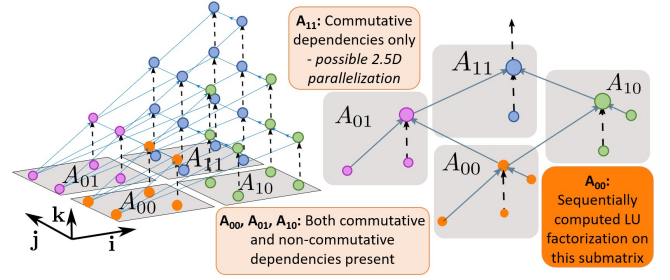 A₁₁: Commutative
dependencies only
- possible 2.5D
parallelization
A₁₁
A₁₀
A₀₁
A₀₀
A₁₁
A₀₁
A₀₀
A₁₀
k
j
i
A₀₀, A₀₁, A₁₀: Both commutative
and non-commutative
dependencies present
A₀₀:
Sequentially
computed LU
factorization on
this submatrix